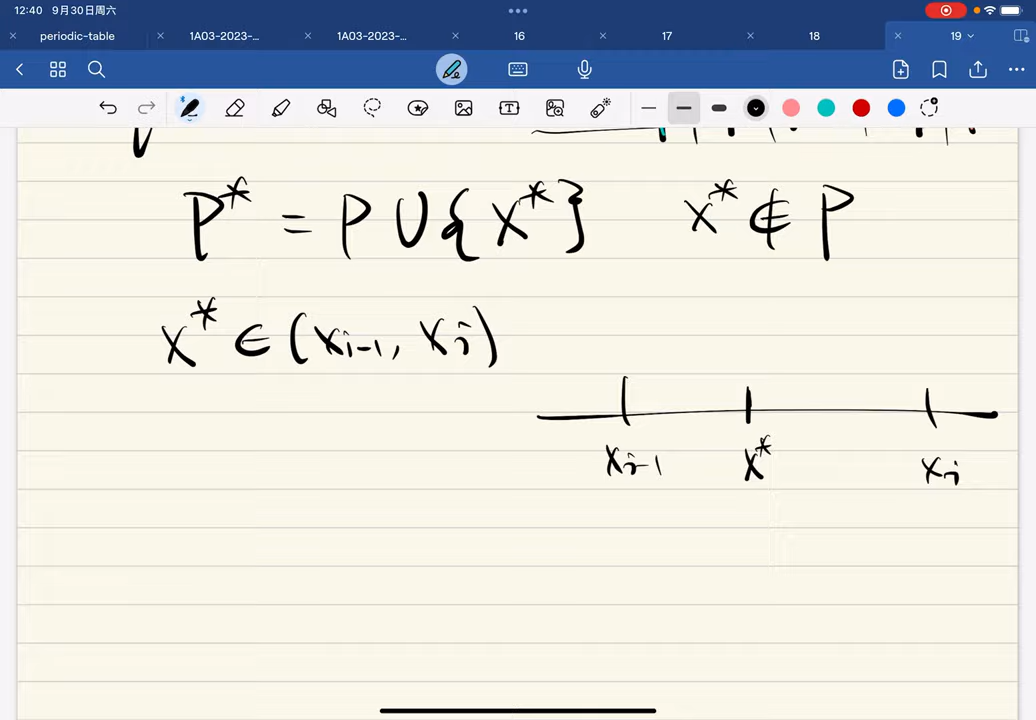 12:40 9月30日周六
periodic-table 1A03-2023-... 1A03-2023-... 16 17 18 19
P* = P ∪ {x*} x* ∉ P
x* ∈ (xi-1, xi)
xi-1 x* xi